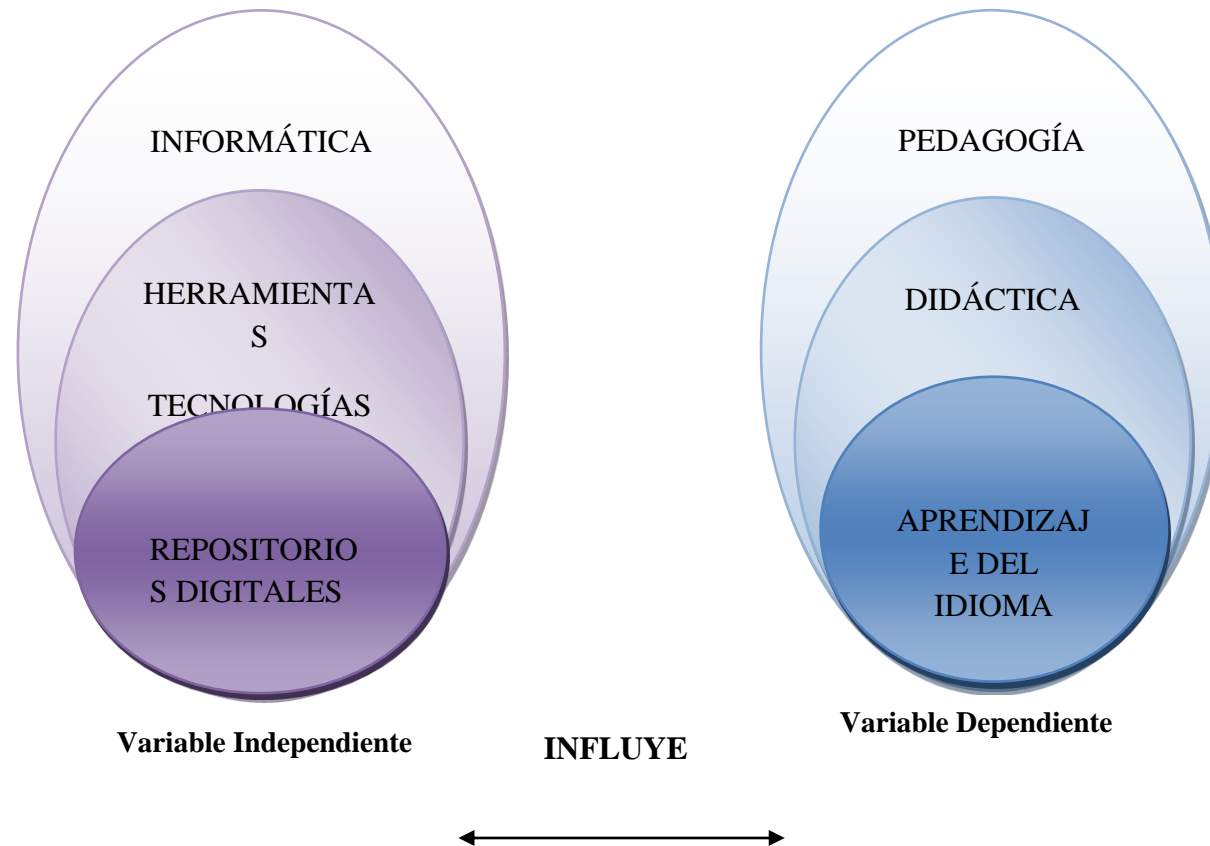 INFORMÁTICA
HERRAMIENTA
S
TECNOLOGÍAS
REPOSITORIO
S DIGITALES
Variable Independiente
INFLUYE
PEDAGOGÍA
DIDÁCTICA
APRENDIZAJ
E DEL
IDIOMA
Variable Dependiente